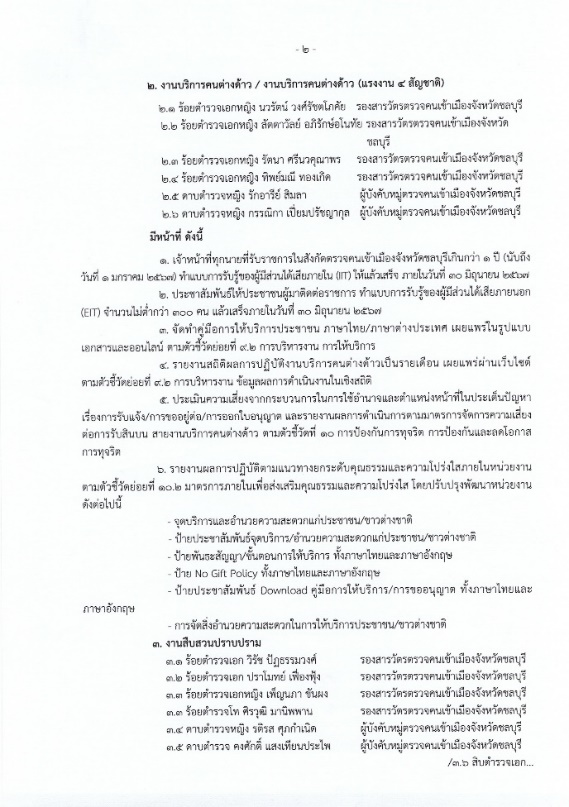 - ๒ -
๒. งานบริการคนต่างด้าว / งานบริการคนต่างด้าว (แรงงาน ๔ สัญชาติ)
๒.๑ ร้อยตำรวจเอกหญิง นวรัตน์ วงศ์รัชตโภคัย รองสารวัตรตรวจคนเข้าเมืองจังหวัดชลบุรี
๒.๒ ร้อยตำรวจเอกหญิง ลัดดาวัลย์ อภิรักษ์อโนทัย รองสารวัตรตรวจคนเข้าเมืองจังหวัด
ชลบุรี
๒.๓ ร้อยตำรวจเอกหญิง รัตนา ศรีนวคุณาพร รองสารวัตรตรวจคนเข้าเมืองจังหวัดชลบุรี
๒.๔ ร้อยตำรวจเอกหญิง ทิพย์มณี ทองเกิด รองสารวัตรตรวจคนเข้าเมืองจังหวัดชลบุรี
๒.๕ ดาบตำรวจหญิง รักอารีย์ สิมลา ผู้บังคับหมู่ตรวจคนเข้าเมืองจังหวัดชลบุรี
๒.๖ ดาบตำรวจหญิง กรรณิกา เปี่ยมปรัชญากุล ผู้บังคับหมู่ตรวจคนเข้าเมืองจังหวัดชลบุรี
มีหน้าที่ ดังนี้
๑. เจ้าหน้าที่ทุกนายที่รับราชการในสังกัดตรวจคนเข้าเมืองจังหวัดชลบุรีเกินกว่า ๑ ปี (นับถึง
วันที่ ๑ มกราคม ๒๕๖๗) ทำแบบการรับรู้ของผู้มีส่วนได้เสียภายใน (IIT) ให้แล้วเสร็จ ภายในวันที่ ๓๐ มิถุนายน ๒๕๖๗
๒. ประชาสัมพันธ์ให้ประชาชนผู้มาติดต่อราชการ ทำแบบการรับรู้ของผู้มีส่วนได้เสียภายนอก
(EIT) จำนวนไม่ต่ำกว่า ๓๐๐ คน แล้วเสร็จภายในวันที่ ๓๐ มิถุนายน ๒๕๖๗
๓. จัดทำคู่มือการให้บริการประชาชน ภาษาไทย/ภาษาต่างประเทศ เผยแพร่ในรูปแบบ
เอกสารและออนไลน์ ตามตัวชี้วัดย่อยที่ ๙.๒ การบริหารงาน การให้บริการ
๔. รายงานสถิติผลการปฏิบัติงานบริการคนต่างด้าวเป็นรายเดือน เผยแพร่ผ่านเว็บไซต์
ตามตัวชี้วัดย่อยที่ ๙.๒ การบริหารงาน ข้อมูลผลการดำเนินงานในเชิงสถิติ
๕. ประเมินความเสี่ยงจากกระบวนการในการใช้อำนาจและตำแหน่งหน้าที่ในประเด็นปัญหา
เรื่องการรับแจ้ง/การขออยู่ต่อ/การออกใบอนุญาต และรายงานผลการดำเนินการตามมาตรการจัดการความเสี่ยง
ต่อการรับสินบน สายงานบริการคนต่างด้าว ตามตัวชี้วัดที่ ๑๐ การป้องกันการทุจริต การป้องกันและลดโอกาส
การทุจริต
๖. รายงานผลการปฏิบัติตามแนวทางยกระดับคุณธรรมและความโปร่งใสภายในหน่วยงาน
ตามตัวชี้วัดย่อยที่ ๑๐.๒ มาตรการภายในเพื่อส่งเสริมคุณธรรมและความโปร่งใส โดยปรับปรุงพัฒนาหน่วยงาน
ดังต่อไปนี้
- จุดบริการและอำนวยความสะดวกแก่ประชาชน/ชาวต่างชาติ
- ป้ายประชาสัมพันธ์จุดบริการ/อำนวยความสะดวกแก่ประชาชน/ชาวต่างชาติ
- ป้ายพันธะสัญญา/ขั้นตอนการให้บริการ ทั้งภาษาไทยและภาษาอังกฤษ
- ป้าย No Gift Policy ทั้งภาษาไทยและภาษาอังกฤษ
- ป้ายประชาสัมพันธ์ Download คู่มือการให้บริการ/การขออนุญาต ทั้งภาษาไทยและ
ภาษาอังกฤษ
- การจัดสิ่งอำนวยความสะดวกในการให้บริการประชาชน/ชาวต่างชาติ
๓. งานสืบสวนปราบปราม
๓.๑ ร้อยตำรวจเอก วิรัช ปัฏธรรมวงศ์ รองสารวัตรตรวจคนเข้าเมืองจังหวัดชลบุรี
๓.๒ ร้อยตำรวจเอก ปราโมทย์ เฟื่องฟุ้ง รองสารวัตรตรวจคนเข้าเมืองจังหวัดชลบุรี
๓.๓ ร้อยตำรวจเอกหญิง เพ็ญนภา ขันผง รองสารวัตรตรวจคนเข้าเมืองจังหวัดชลบุรี
๓.๓ ร้อยตำรวจโท ศิรวุฒิ มานิพพาน รองสารวัตรตรวจคนเข้าเมืองจังหวัดชลบุรี
๓.๔ ดาบตำรวจหญิง รติรส ศุภกำเนิด ผู้บังคับหมู่ตรวจคนเข้าเมืองจังหวัดชลบุรี
๓.๕ ดาบตำรวจ คงศักดิ์ แสงเทียนประไพ ผู้บังคับหมู่ตรวจคนเข้าเมืองจังหวัดชลบุรี
/๓.๖ สิบตำรวจเอก...